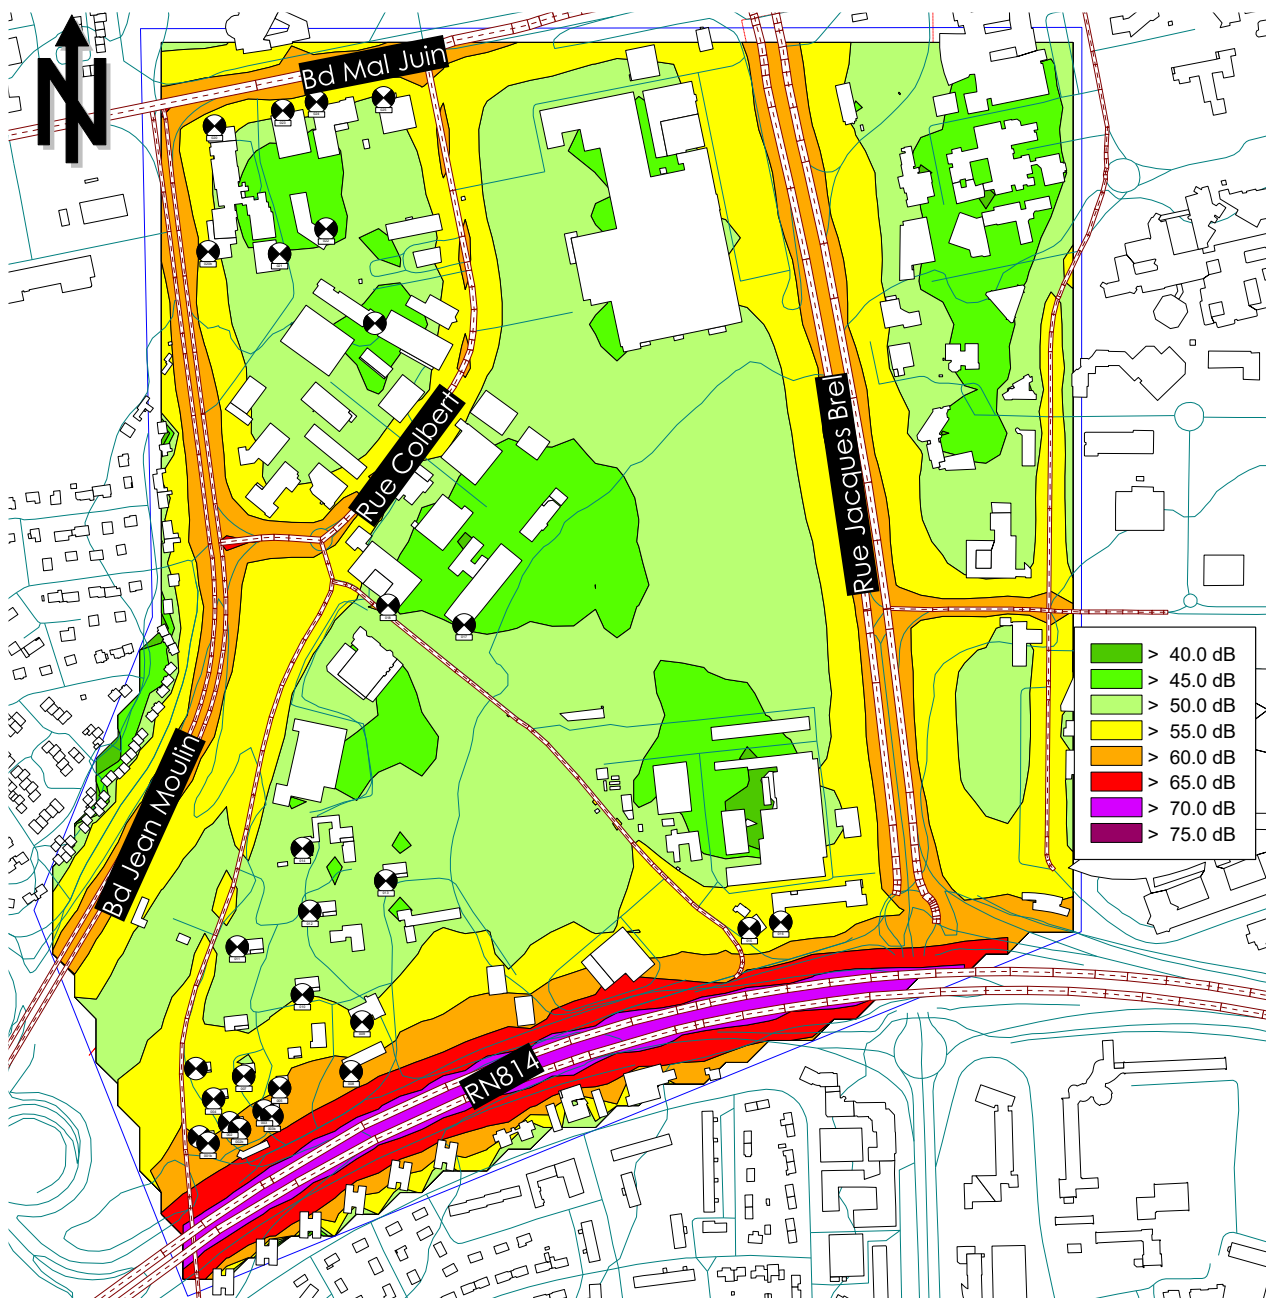 N
Bd Mal Juin
Rue Colbert
Rue Jacques Brel
Bd Jean Moulin
RN814
> 40.0 dB
> 45.0 dB
> 50.0 dB
> 55.0 dB
> 60.0 dB
> 65.0 dB
> 70.0 dB
> 75.0 dB